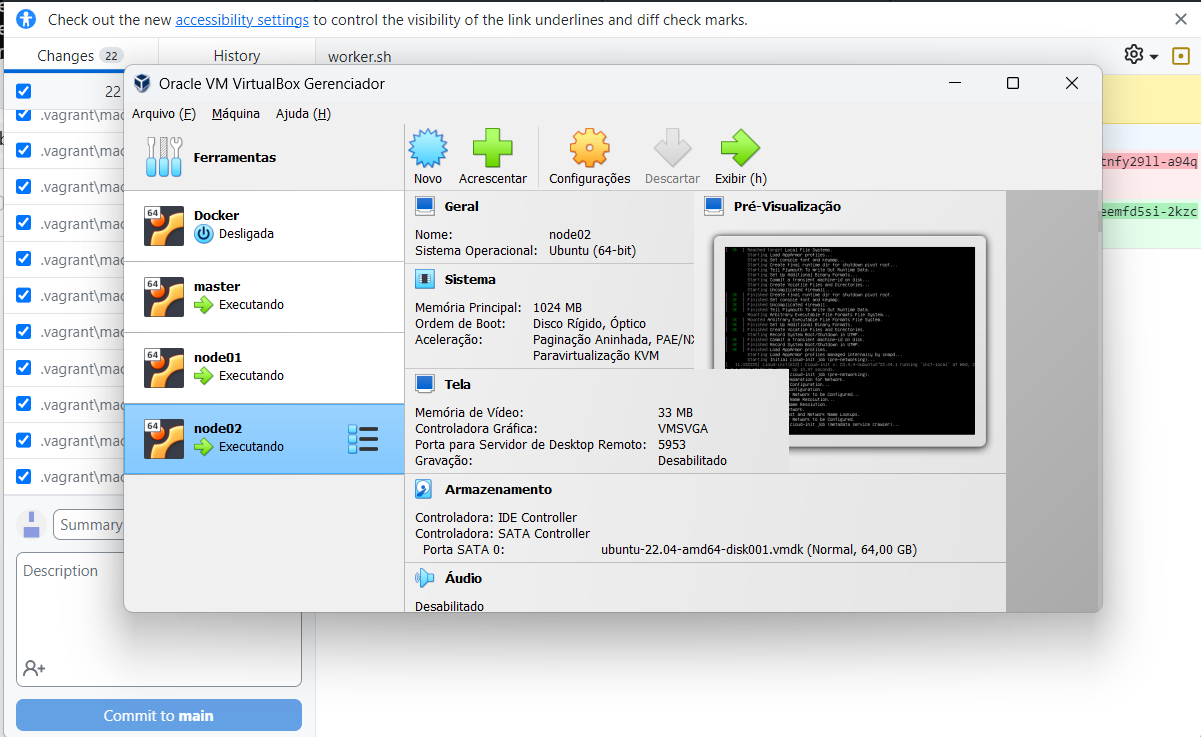 Check out the new accessibility settings to control the visibility of the link underlines and diff check marks.
Changes 22
History
worker.sh
22
.vagrant\mac
.vagrant\mac
.vagrant\mac
.vagrant\mac
.vagrant\mac
.vagrant\mac
.vagrant\mac
.vagrant\mac
.vagrant\mac
.vagrant\mac
.vagrant\mac
Summary
Description
Commit to main
tnfy29ll-a94q
eemfd5si-2kzc
Oracle VM VirtualBox Gerenciador
Arquivo (F) Máquina Ajuda (H)
Ferramentas
Novo Acrescentar Configurações Descartar Exibir (h)
64 Docker
Desligada
64 master
Executando
64 node01
Executando
64 node02
Executando
Geral
Nome: node02
Sistema Operacional: Ubuntu (64-bit)
Sistema
Memória Principal: 1024 MB
Ordem de Boot: Disco Rígido, Óptico
Aceleração: Paginação Aninhada, PAE/NX
Paravirtualização KVM
Tela
Memória de Vídeo: 33 MB
Controladora Gráfica: VMSVGA
Porta para Servidor de Desktop Remoto: 5953
Gravação: Desabilitado
Armazenamento
Controladora: IDE Controller
Controladora: SATA Controller
Porta SATA 0: ubuntu-22.04-amd64-disk001.vmdk (Normal, 64,00 GB)
Áudio
Desabilitado
Pré-Visualização